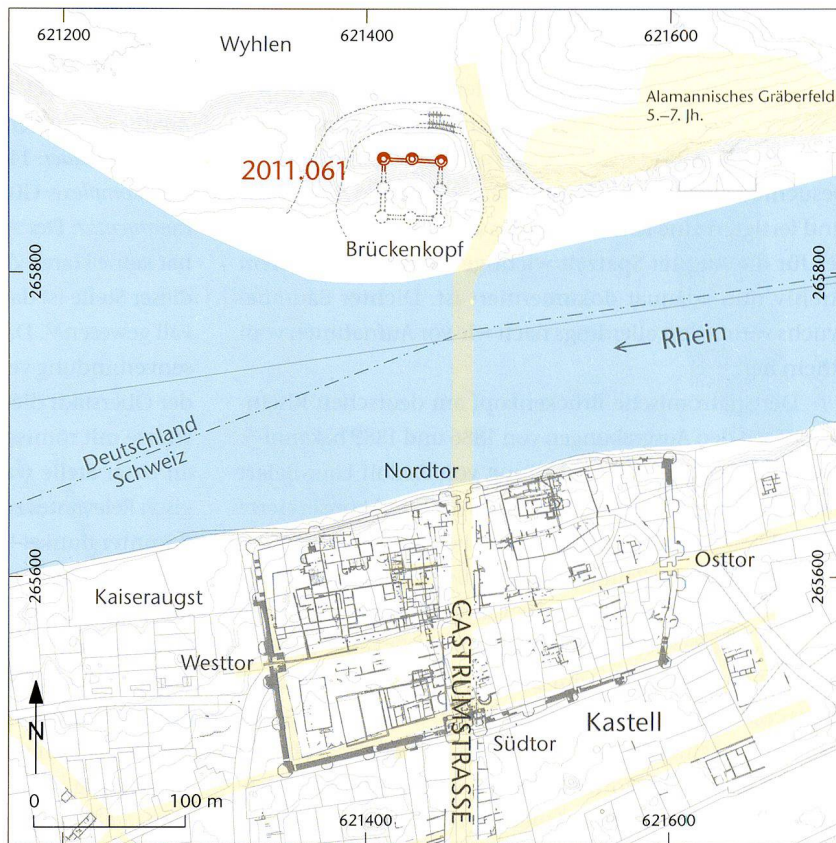 621200
621400
621600
Wyhlen
Alamannisches Gräberfeld
5.–7. Jh.
2011.061
Brückenkopf
265800
265800
← Rhein
Deutschland
Schweiz
Nordtor
265600
265600
Kaiseraugst
Osttor
Westtor
CASTRUMSTRASSE
Kastell
Südtor
N
0
100 m
621400
621600